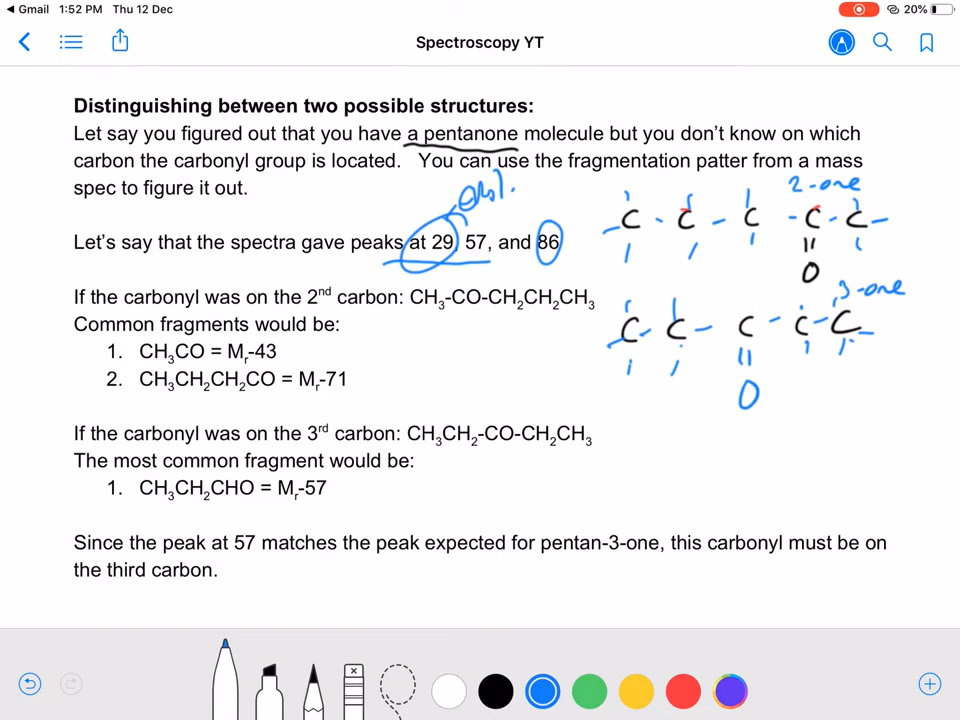 Gmail 1:52 PM Thu 12 Dec 20%
Spectroscopy YT
Distinguishing between two possible structures:
Let say you figured out that you have a pentanone molecule but you don't know on which
carbon the carbonyl group is located. You can use the fragmentation patter from a mass
spec to figure it out.
2-one
C - C - C - C - C -
O
Let's say that the spectra gave peaks at 29, 57, and 86
3-one
If the carbonyl was on the 2nd carbon: CH3-CO-CH2CH2CH3
C - C - C - C - C -
O
Common fragments would be:
1. CH3CO = Mr-43
2. CH3CH2CH2CO = Mr-71
If the carbonyl was on the 3rd carbon: CH3CH2-CO-CH2CH3
The most common fragment would be:
1. CH3CH2CHO = Mr-57
Since the peak at 57 matches the peak expected for pentan-3-one, this carbonyl must be on
the third carbon.